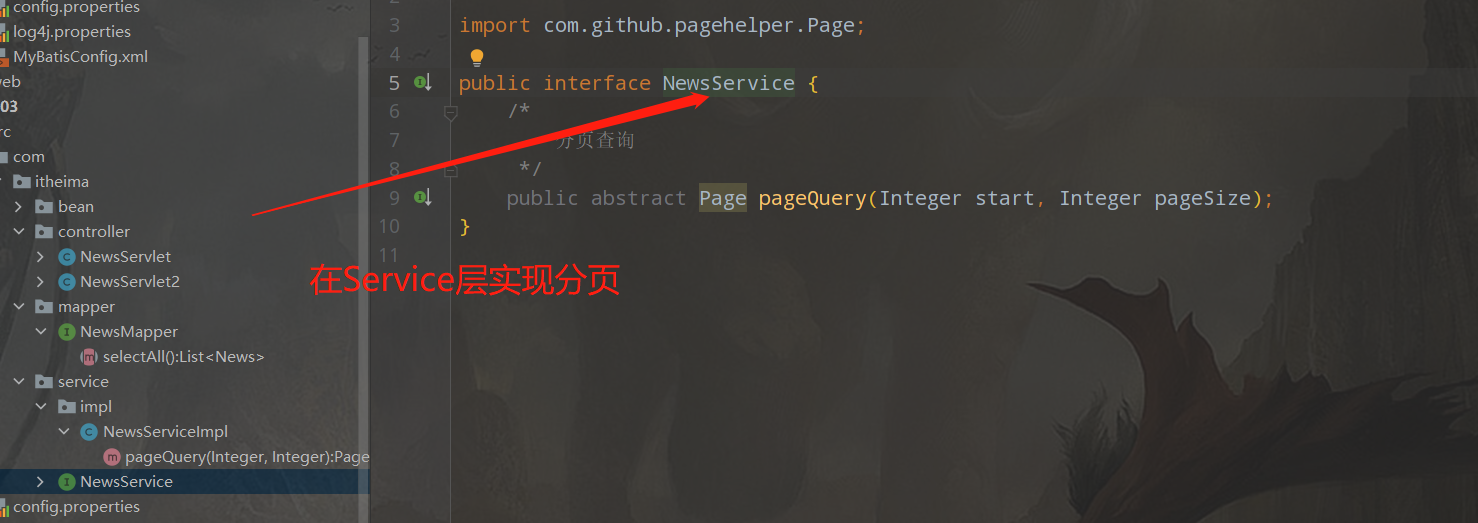 config.properties
log4j.properties
MyBatisConfig.xml
eb
03
rc
com
itheima
bean
controller
NewsServlet
NewsServlet2
mapper
NewsMapper
selectAll():List<News>
service
impl
NewsServiceImpl
pageQuery(Integer, Integer):Page
NewsService
config.properties
3 import com.github.pagehelper.Page;
4
5 public interface NewsService {
6 /*
7 分页查询
8 */
9 public abstract Page pageQuery(Integer start, Integer pageSize);
10 }
11
在Service层实现分页